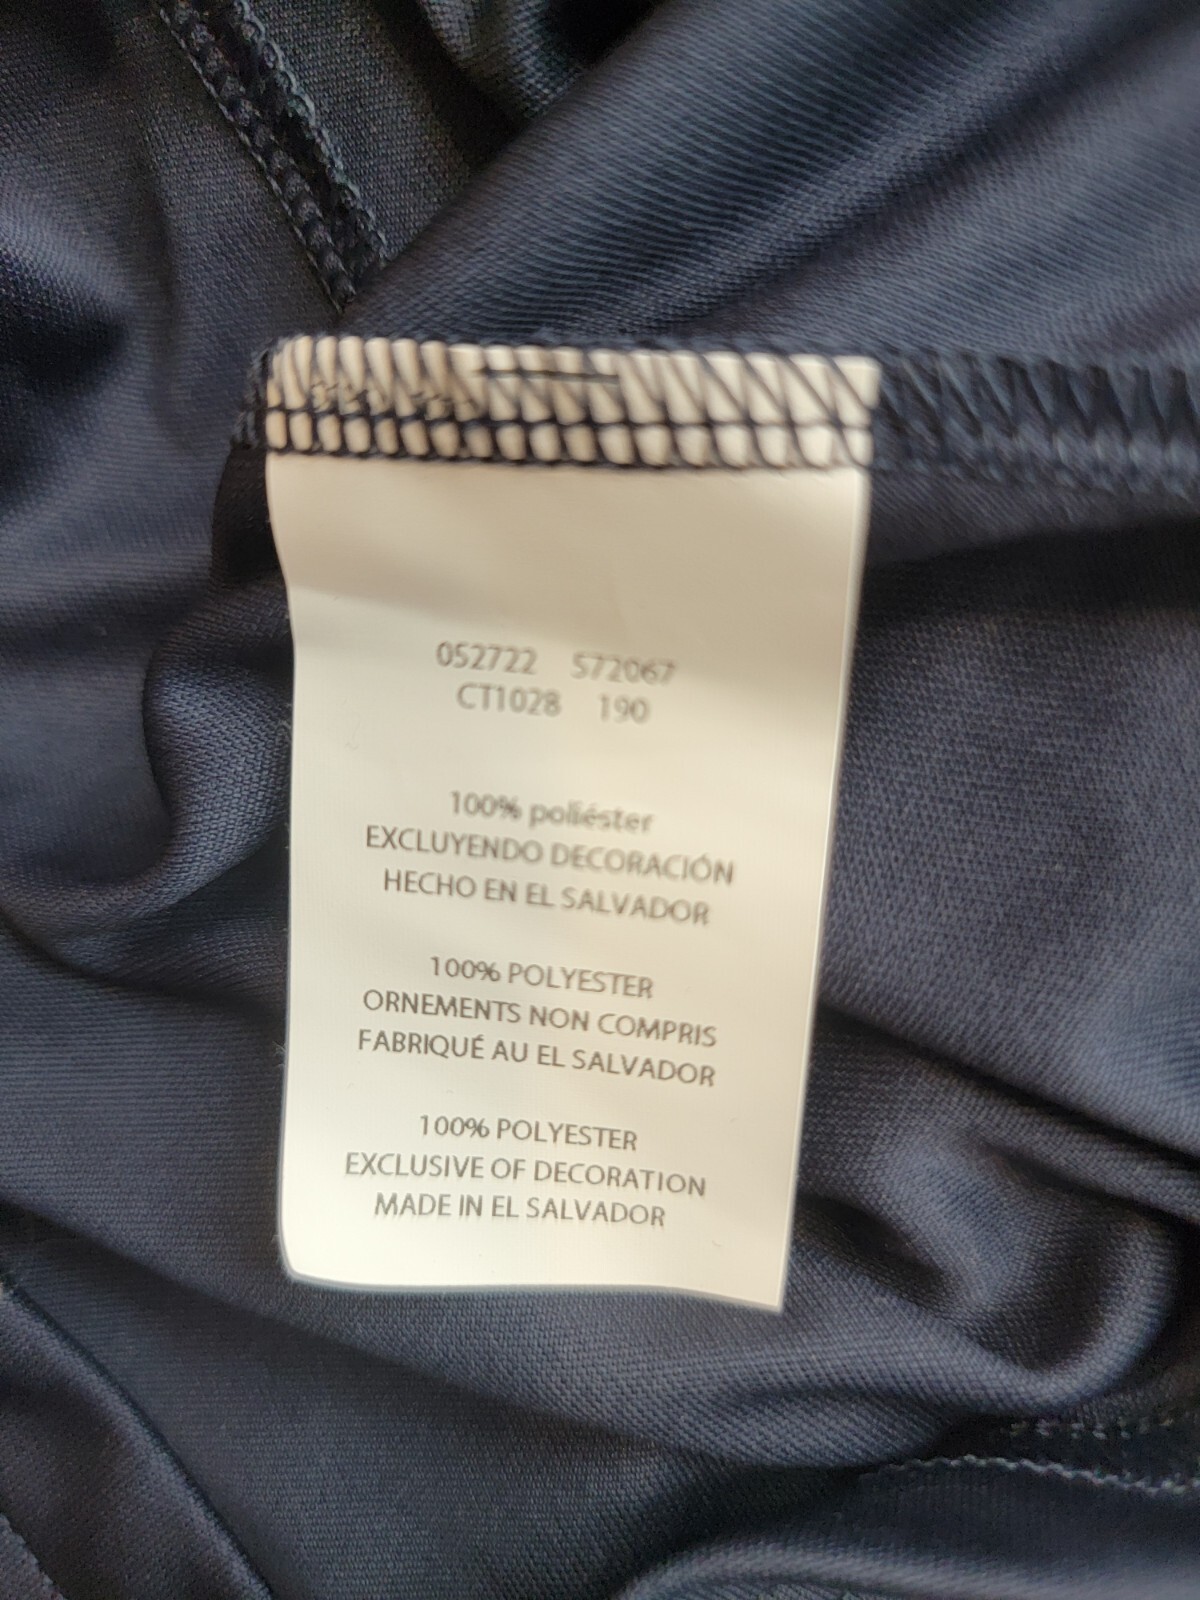 052722 572067
CT1028 190
100% poliéster
EXCLUYENDO DECORACIÓN
HECHO EN EL SALVADOR
100% POLYESTER
ORNEMENTS NON COMPRIS
FABRIQUÉ AU EL SALVADOR
100% POLYESTER
EXCLUSIVE OF DECORATION
MADE IN EL SALVADOR